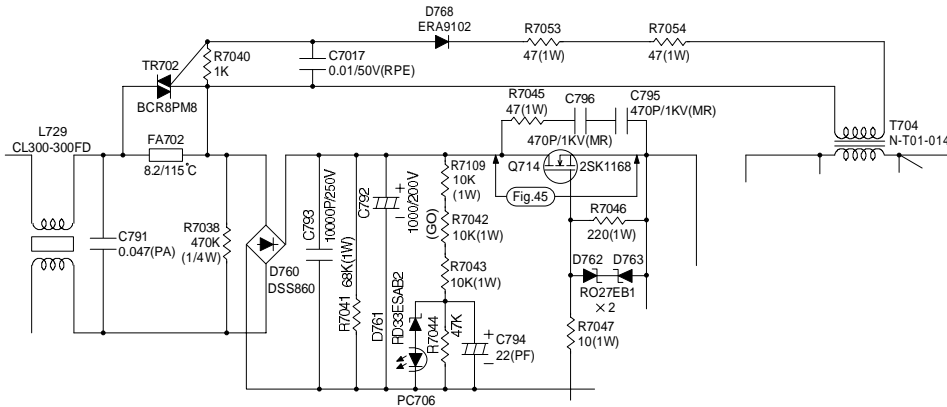 D768
ERA9102
R7053
R7054
R7040
1K
C7017
0.01/50V(RPE)
TR702
47(1W)
47(1W)
BCR8PM8
R7045
47(1W)
C796
C795
470P/1KV(MR)
470P/1KV(MR)
T704
N-T01-014
L729
CL300-300FD
FA702
8.2/115°C
R7109
10K
(1W)
Q714
2SK1168
Fig.45
C793
10000P/250V
C792
+
−
1000/200V
(GO)
R7042
10K(1W)
R7046
220(1W)
C791
0.047(PA)
R7038
470K
(1/4W)
D760
DSS860
R7041
68K(1W)
R7043
10K(1W)
D762
D763
RO27EB1
×2
D761
RD33ESAB2
R7044
47K
+
−
C794
22(PF)
R7047
10(1W)
PC706